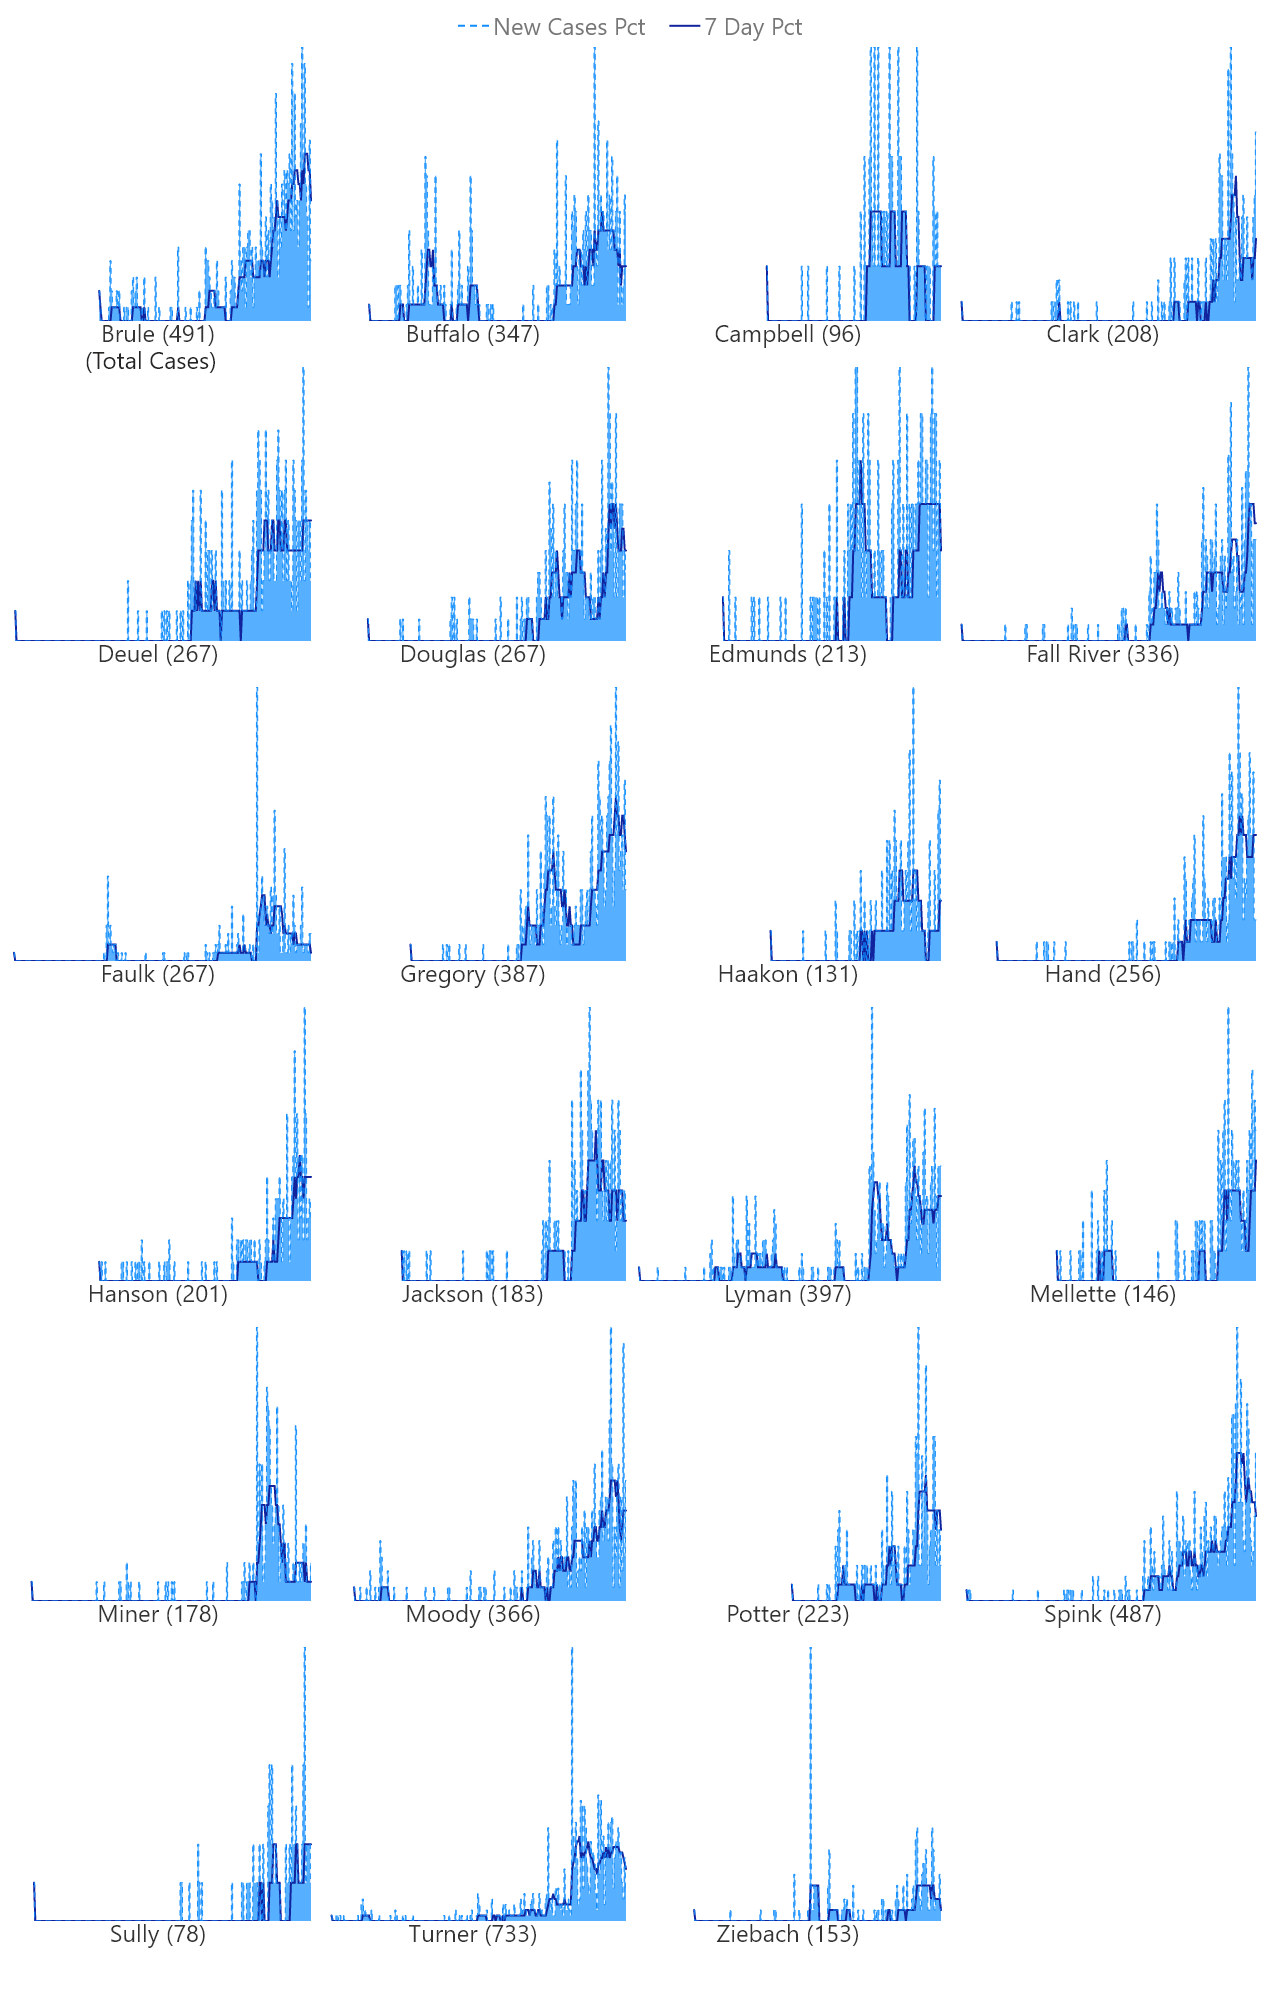 New Cases Pct 7 Day Pct
Brule (491) Buffalo (347) Campbell (96) Clark (208)
(Total Cases)
Deuel (267) Douglas (267) Edmunds (213) Fall River (336)
Faulk (267) Gregory (387) Haakon (131) Hand (256)
Hanson (201) Jackson (183) Lyman (397) Mellette (146)
Miner (178) Moody (366) Potter (223) Spink (487)
Sully (78) Turner (733) Ziebach (153)